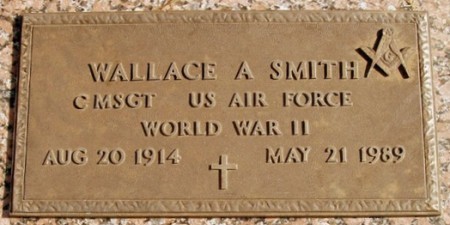 WALLACE A SMITH
CMSGT US AIR FORCE
WORLD WAR II
AUG 20 1914 MAY 21 1989